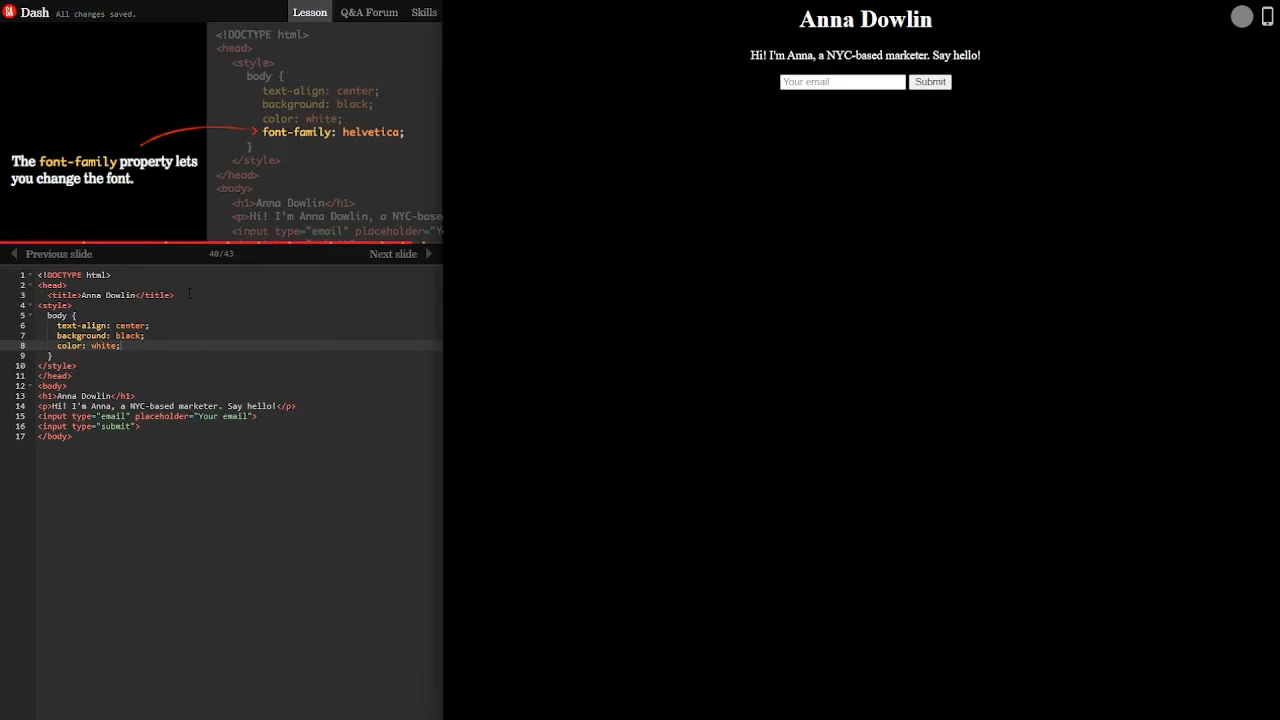 GA Dash All changes saved. Lesson Q&A Forum Skills
The font-family property lets
you change the font.
<!DOCTYPE html>
<head>
<style>
body {
text-align: center;
background: black;
color: white;
font-family: helvetica;
}
</style>
</head>
<body>
<h1>Anna Dowlin</h1>
<p>Hi! I'm Anna Dowlin, a NYC-base
<input type="email" placeholder="Y
Previous slide 40/43 Next slide
1 <!DOCTYPE html>
2 <head>
3 <title>Anna Dowlin</title>
4 <style>
5 body {
6 text-align: center;
7 background: black;
8 color: white;
9 }
10 </style>
11 </head>
12 <body>
13 <h1>Anna Dowlin</h1>
14 <p>Hi! I'm Anna, a NYC-based marketer. Say hello!</p>
15 <input type="email" placeholder="Your email">
16 <input type="submit">
17 </body>
Anna Dowlin
Hi! I'm Anna, a NYC-based marketer. Say hello!
Your email Submit